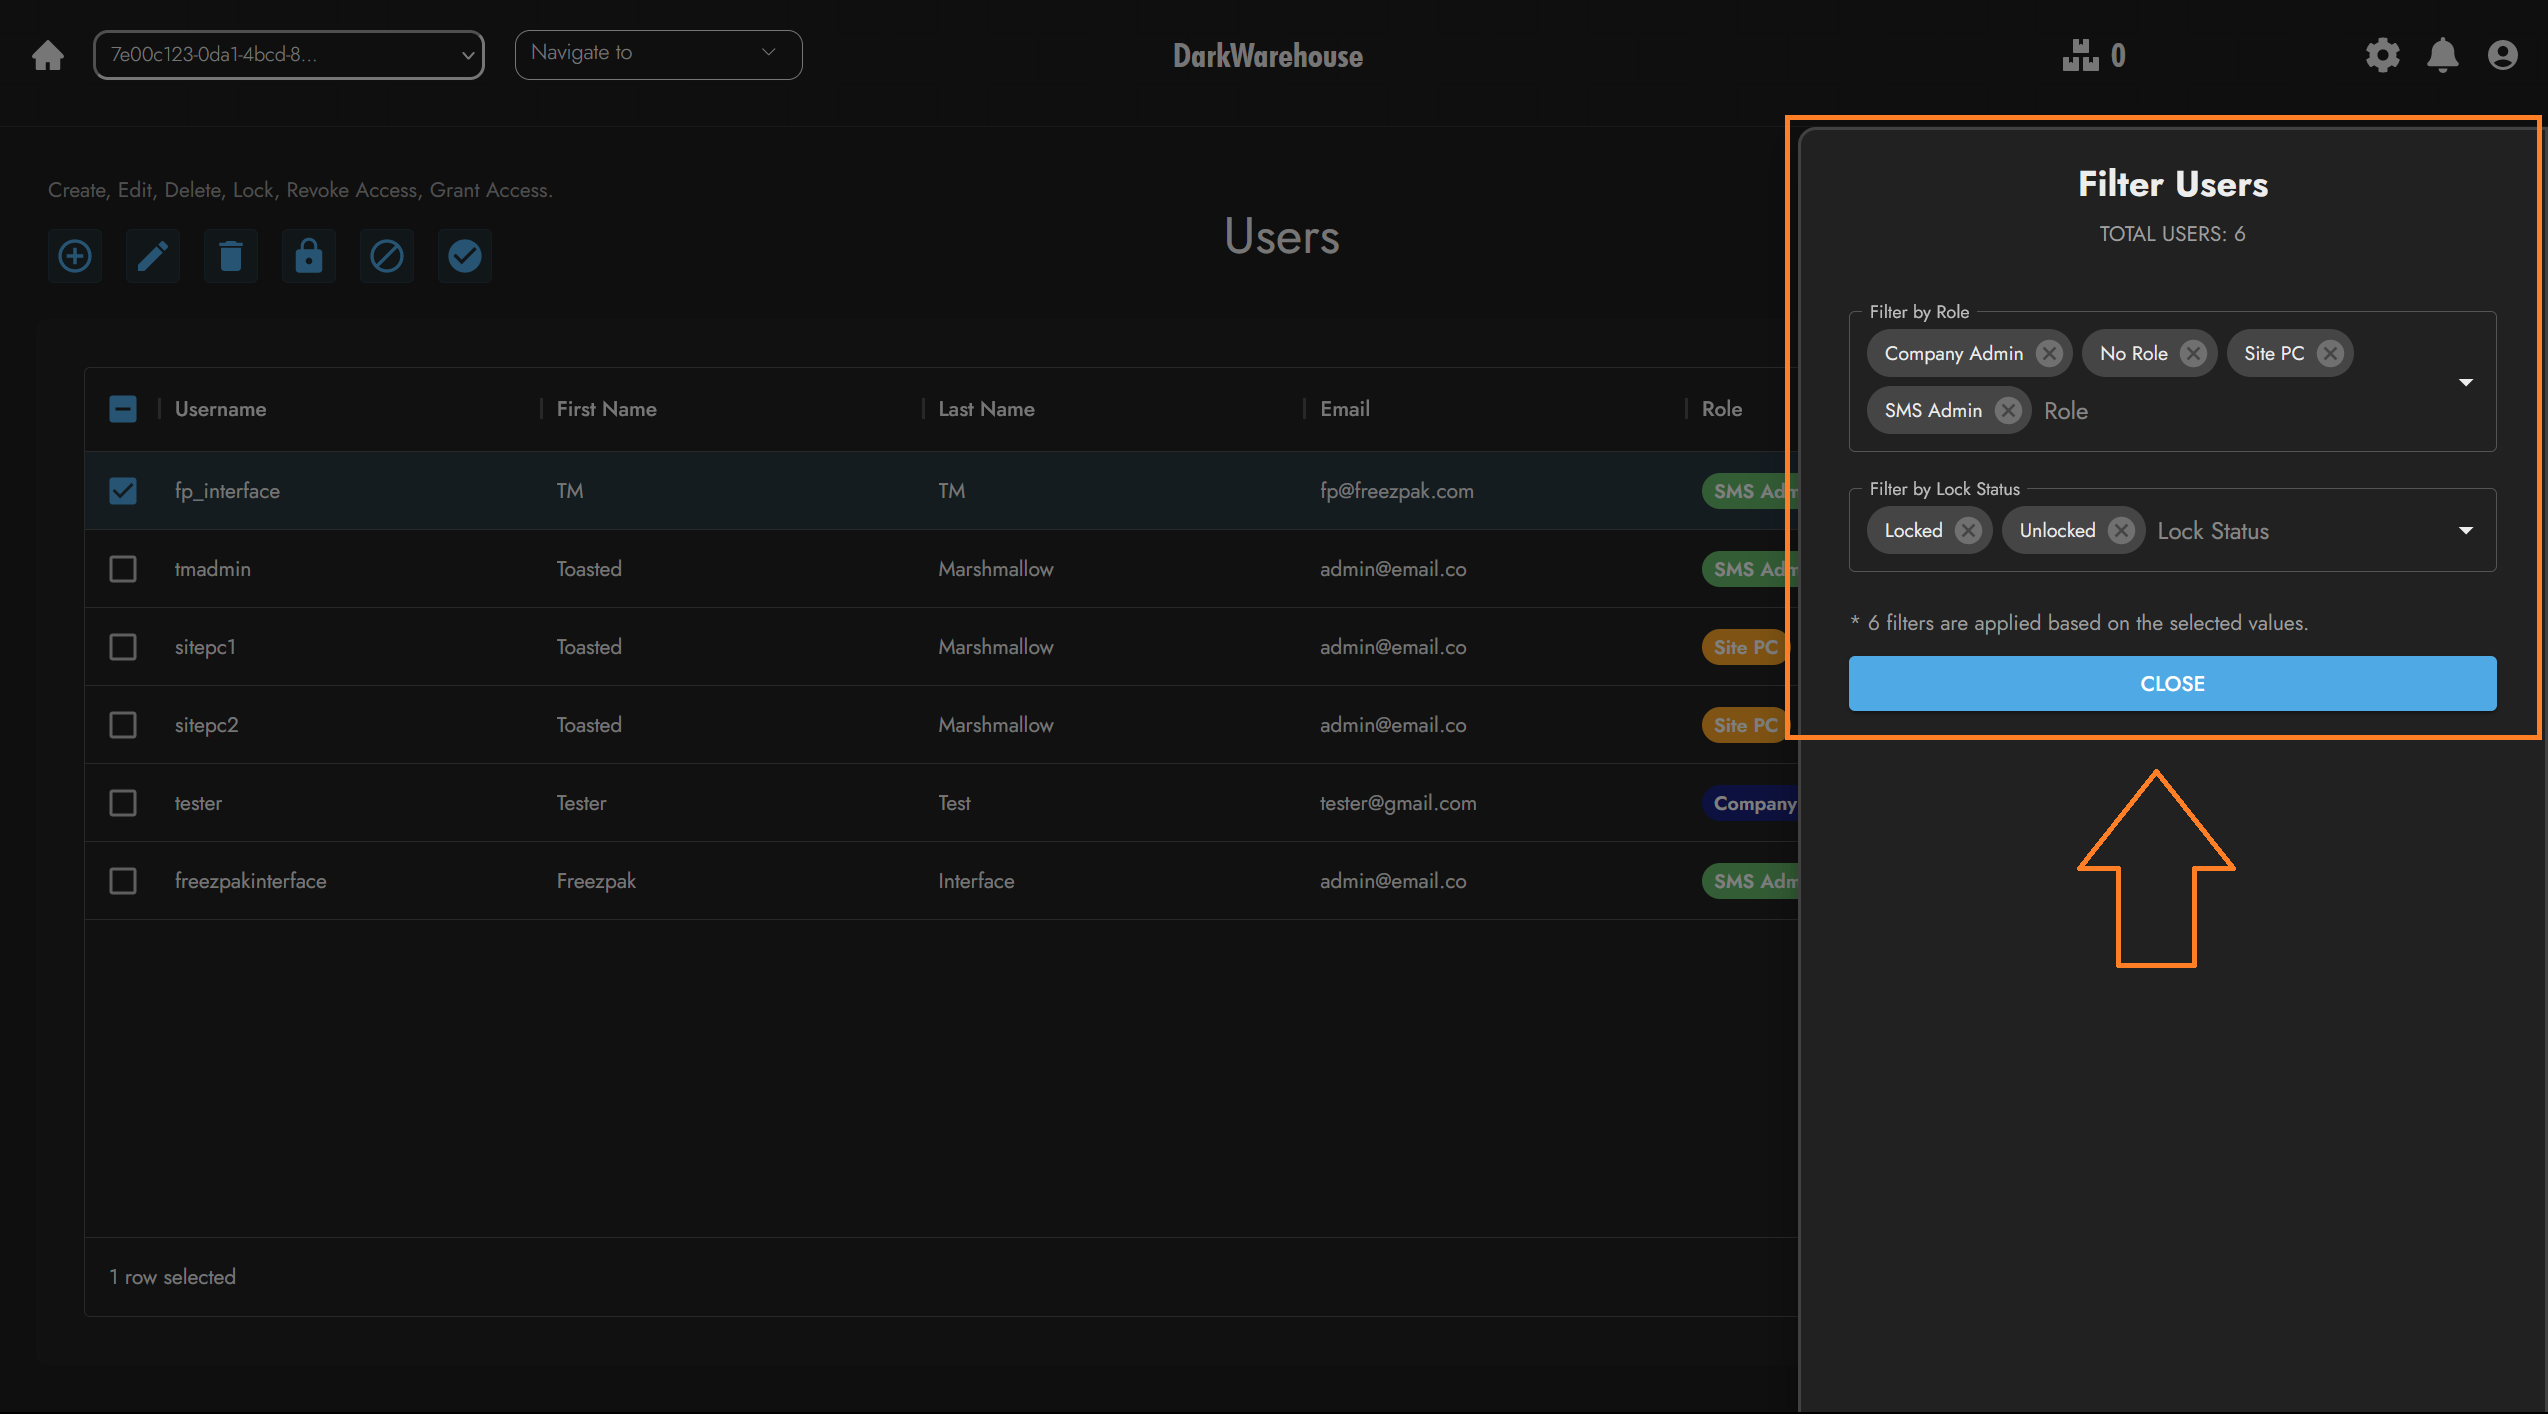 7e00c123-0da1-4bcd-8...
Navigate to
DarkWarehouse
0
Create, Edit, Delete, Lock, Revoke Access, Grant Access.
Users
Username First Name Last Name Email Role
fp_interface TM TM fp@freezpak.com SMS Adm
tmadmin Toasted Marshmallow admin@email.co SMS Adm
sitepc1 Toasted Marshmallow admin@email.co Site PC
sitepc2 Toasted Marshmallow admin@email.co Site PC
tester Tester Test tester@gmail.com Company
freezpakinterface Freezpak Interface admin@email.co SMS Adm
1 row selected
Filter Users
TOTAL USERS: 6
Filter by Role
Company Admin No Role Site PC
SMS Admin Role
Filter by Lock Status
Locked Unlocked Lock Status
* 6 filters are applied based on the selected values.
CLOSE